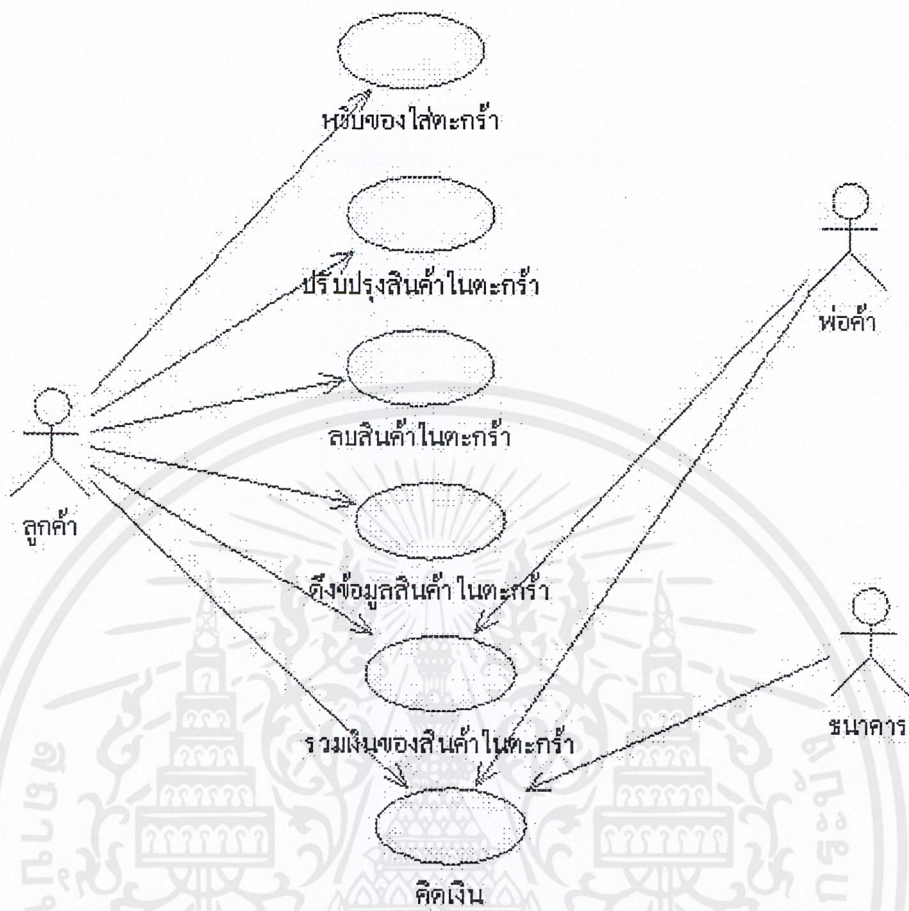 หยิบของใส่ตะกร้า
ปรับปรุงสินค้าในตะกร้า
พ่อค้า
ลบสินค้าในตะกร้า
ลูกค้า
ดึงข้อมูลสินค้าในตะกร้า
รวมเงินของสินค้าในตะกร้า
ธนาคาร
คิดเงิน